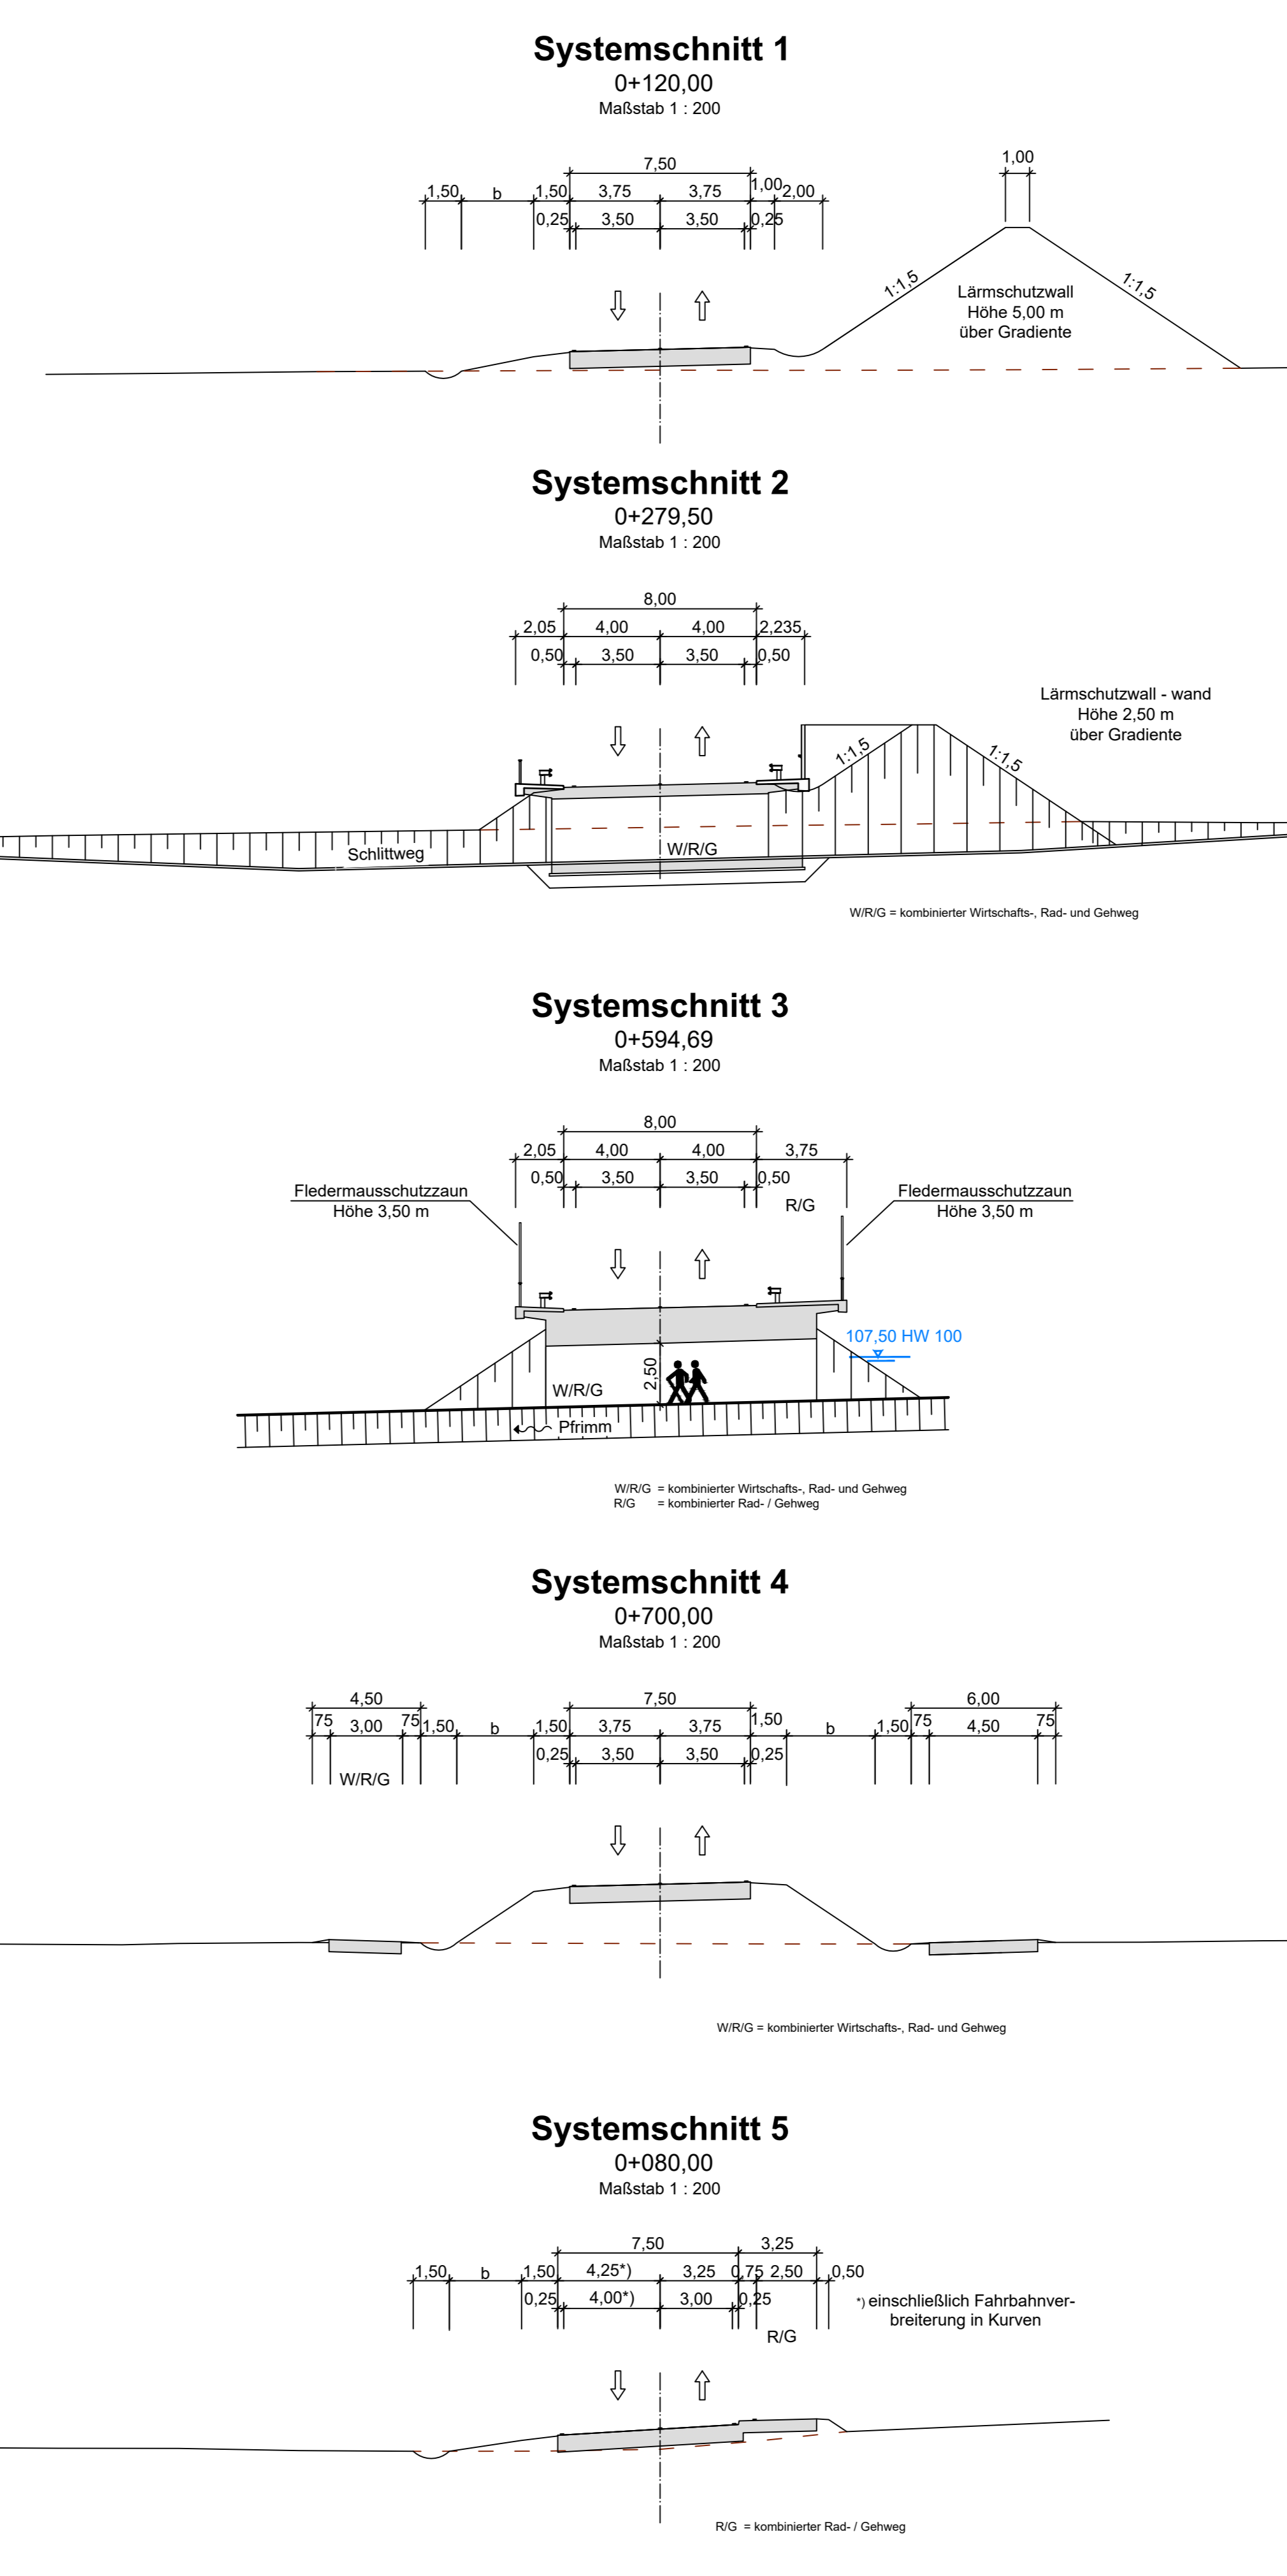 Systemschnitt 1
0+120,00
Maßstab 1 : 200
1,00
7,50
1,50 b 1,50 3,75 3,75 1,00 2,00
0,25 3,50 3,50 0,25
1:1,5
1:1,5
Lärmschutzwall
Höhe 5,00 m
über Gradiente
Systemschnitt 2
0+279,50
Maßstab 1 : 200
8,00
2,05 4,00 4,00 2,235
0,50 3,50 3,50 0,50
Lärmschutzwall - wand
Höhe 2,50 m
über Gradiente
1:1,5
1:1,5
Schlittweg
W/R/G
W/R/G = kombinierter Wirtschafts-, Rad- und Gehweg
Systemschnitt 3
0+594,69
Maßstab 1 : 200
8,00
2,05 4,00 4,00 3,75
0,50 3,50 3,50 0,50
R/G
Fledermausschutzzaun
Höhe 3,50 m
Fledermausschutzzaun
Höhe 3,50 m
107,50 HW 100
2,50
W/R/G
Pfrimm
W/R/G = kombinierter Wirtschafts-, Rad- und Gehweg
R/G = kombinierter Rad- / Gehweg
Systemschnitt 4
0+700,00
Maßstab 1 : 200
4,50 7,50 6,00
75 3,00 75 1,50 b 1,50 3,75 3,75 1,50 b 1,50 75 4,50 75
0,25 3,50 3,50 0,25
W/R/G
W/R/G = kombinierter Wirtschafts-, Rad- und Gehweg
Systemschnitt 5
0+080,00
Maßstab 1 : 200
7,50 3,25
1,50 b 1,50 4,25*) 3,25 0,75 2,50 0,50
0,25 4,00*) 3,00 0,25
R/G
*) einschließlich Fahrbahnver-
breiterung in Kurven
R/G = kombinierter Rad- / Gehweg